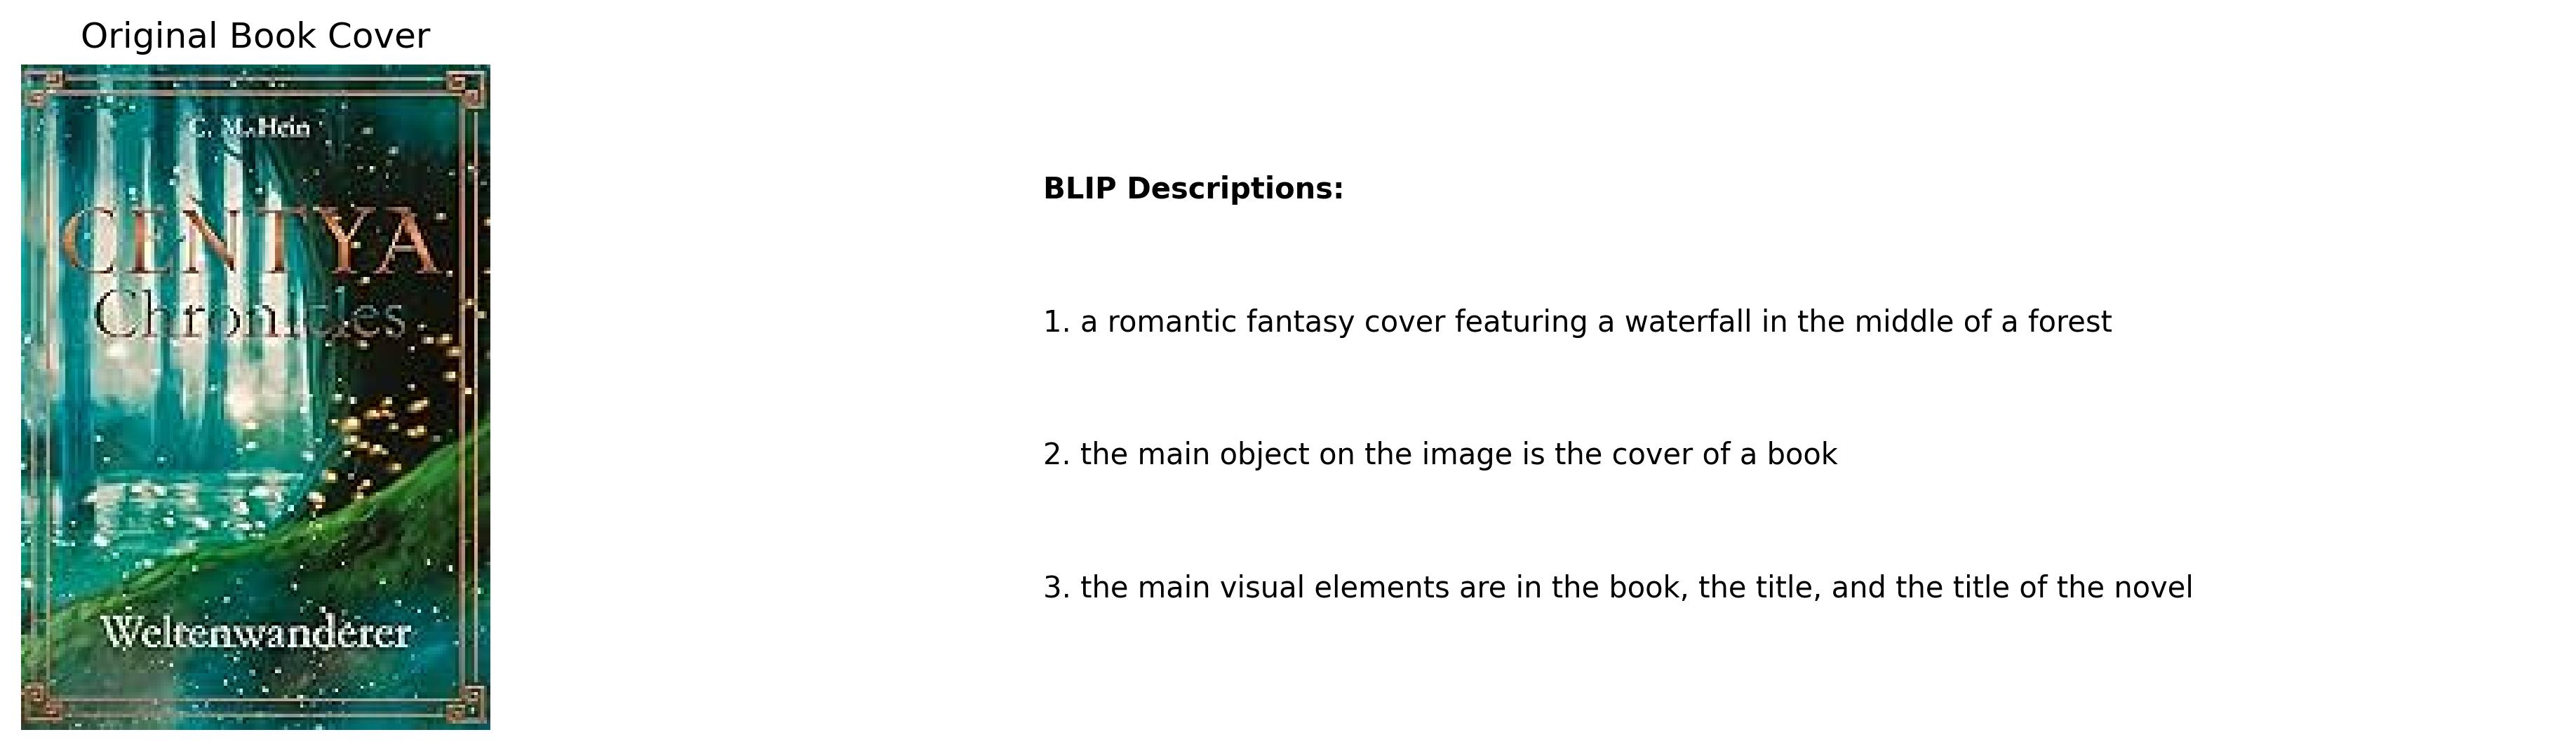 Original Book Cover
C. M. Hein
CENTYA
Chronicles
Weltenwanderer
BLIP Descriptions:
1. a romantic fantasy cover featuring a waterfall in the middle of a forest
2. the main object on the image is the cover of a book
3. the main visual elements are in the book, the title, and the title of the novel